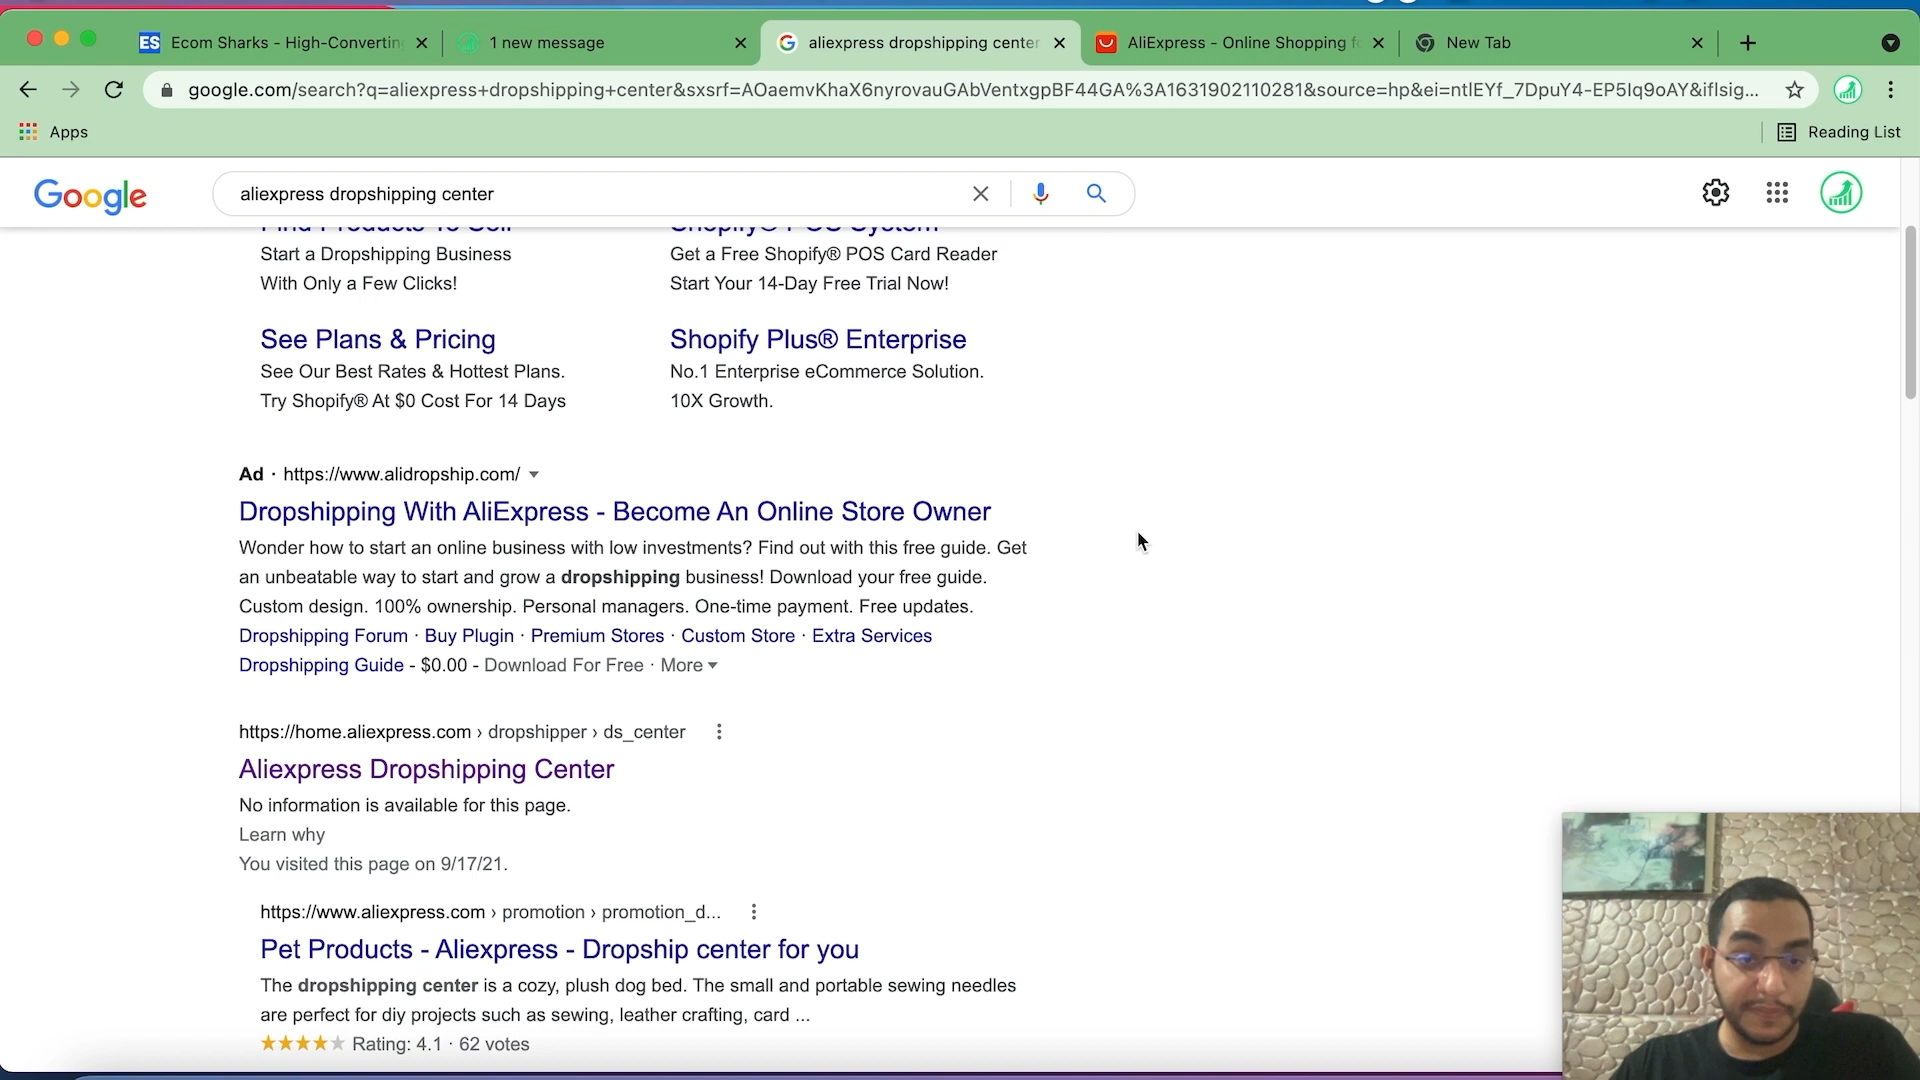 ES Ecom Sharks - High-Convertin
1 new message
aliexpress dropshipping center
AliExpress - Online Shopping fo
New Tab
google.com/search?q=aliexpress+dropshipping+center&sxsrf=AOaemvKhaX6nyrovauGAbVentxgpBF44GA%3A1631902110281&source=hp&ei=ntlEYf_7DpuY4-EP5Iq9oAY&iflsig...
Apps
Reading List
Google
aliexpress dropshipping center
Find Products To Sell
Start a Dropshipping Business
With Only a Few Clicks!
Shopify® POS System
Get a Free Shopify® POS Card Reader
Start Your 14-Day Free Trial Now!
See Plans & Pricing
See Our Best Rates & Hottest Plans.
Try Shopify® At $0 Cost For 14 Days
Shopify Plus® Enterprise
No.1 Enterprise eCommerce Solution.
10X Growth.
Ad · https://www.alidropship.com/
Dropshipping With AliExpress - Become An Online Store Owner
Wonder how to start an online business with low investments? Find out with this free guide. Get
an unbeatable way to start and grow a dropshipping business! Download your free guide.
Custom design. 100% ownership. Personal managers. One-time payment. Free updates.
Dropshipping Forum · Buy Plugin · Premium Stores · Custom Store · Extra Services
Dropshipping Guide - $0.00 - Download For Free · More
https://home.aliexpress.com › dropshipper › ds_center
Aliexpress Dropshipping Center
No information is available for this page.
Learn why
You visited this page on 9/17/21.
https://www.aliexpress.com › promotion › promotion_d...
Pet Products - Aliexpress - Dropship center for you
The dropshipping center is a cozy, plush dog bed. The small and portable sewing needles
are perfect for diy projects such as sewing, leather crafting, card ...
Rating: 4.1 · 62 votes